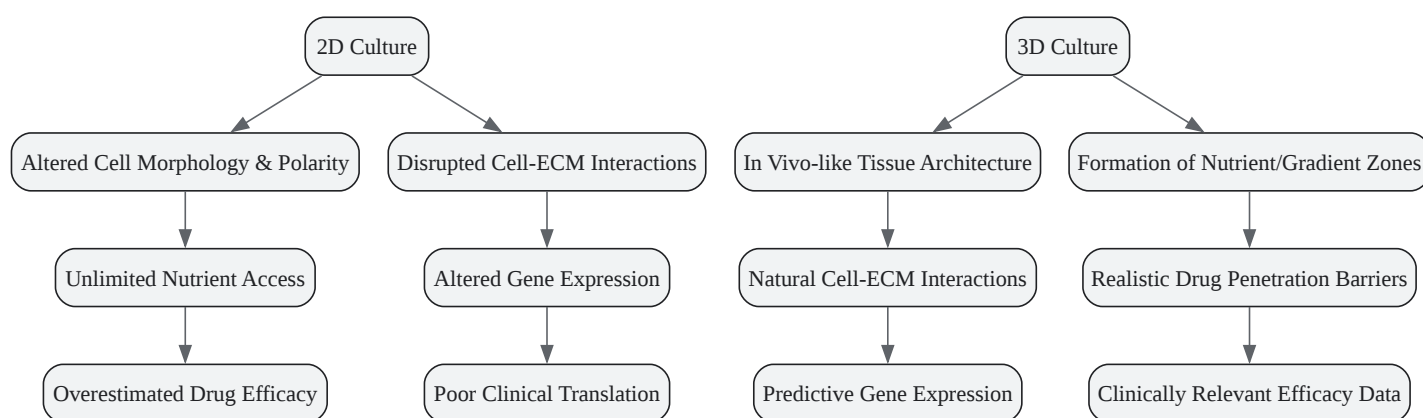 2D Culture
3D Culture
Altered Cell Morphology & Polarity
Disrupted Cell-ECM Interactions
In Vivo-like Tissue Architecture
Formation of Nutrient/Gradient Zones
Unlimited Nutrient Access
Altered Gene Expression
Natural Cell-ECM Interactions
Realistic Drug Penetration Barriers
Overestimated Drug Efficacy
Poor Clinical Translation
Predictive Gene Expression
Clinically Relevant Efficacy Data